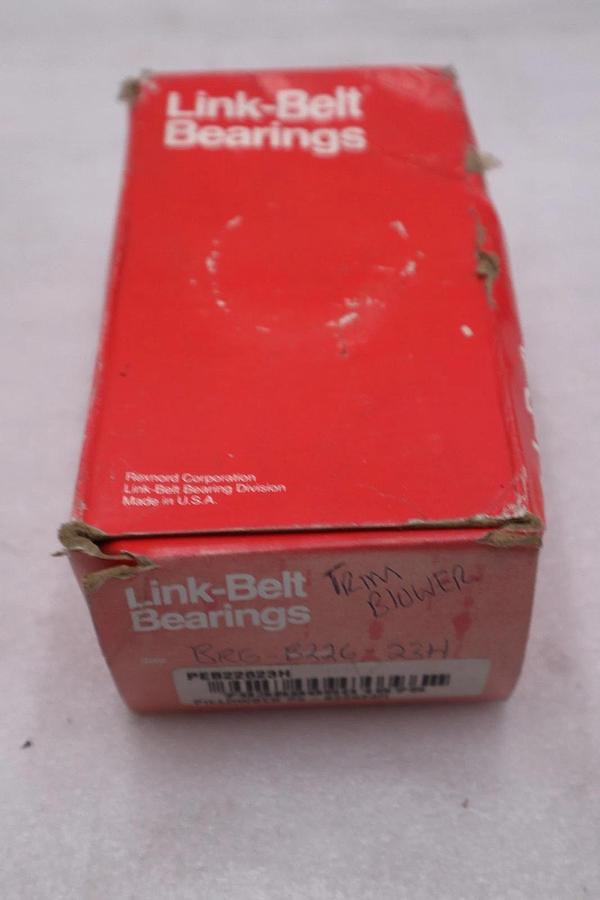 Link-Belt®
Bearings
Rexnord Corporation
Link-Belt Bearing Division
Made in U.S.A.
Link-Belt
Bearings
TRIM
BLOWER
BRG - B226 - 23H
PEB22623H